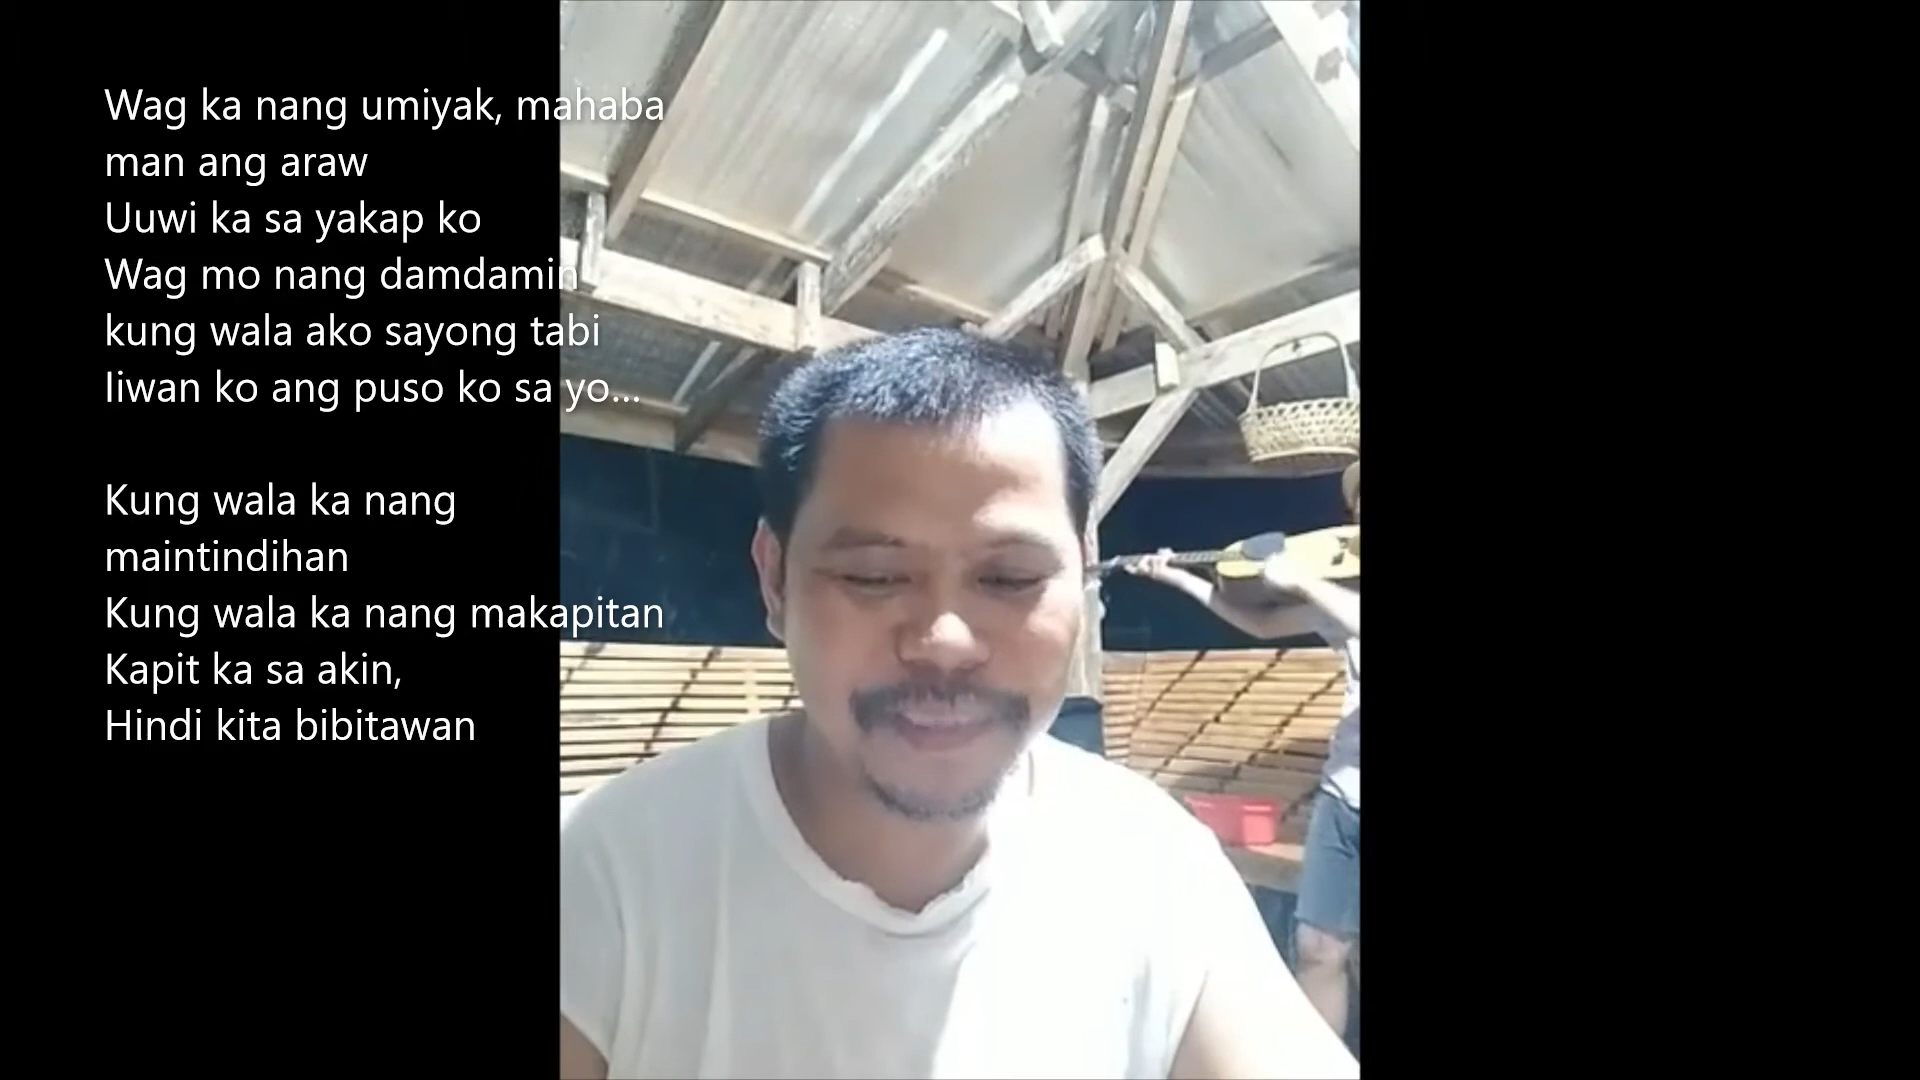 Wag ka nang umiyak, mahaba
man ang araw
Uuwi ka sa yakap ko
Wag mo nang damdamin
kung wala ako sayong tabi
Iiwan ko ang puso ko sa yo...
Kung wala ka nang
maintindihan
Kung wala ka nang makapitan
Kapit ka sa akin,
Hindi kita bibitawan